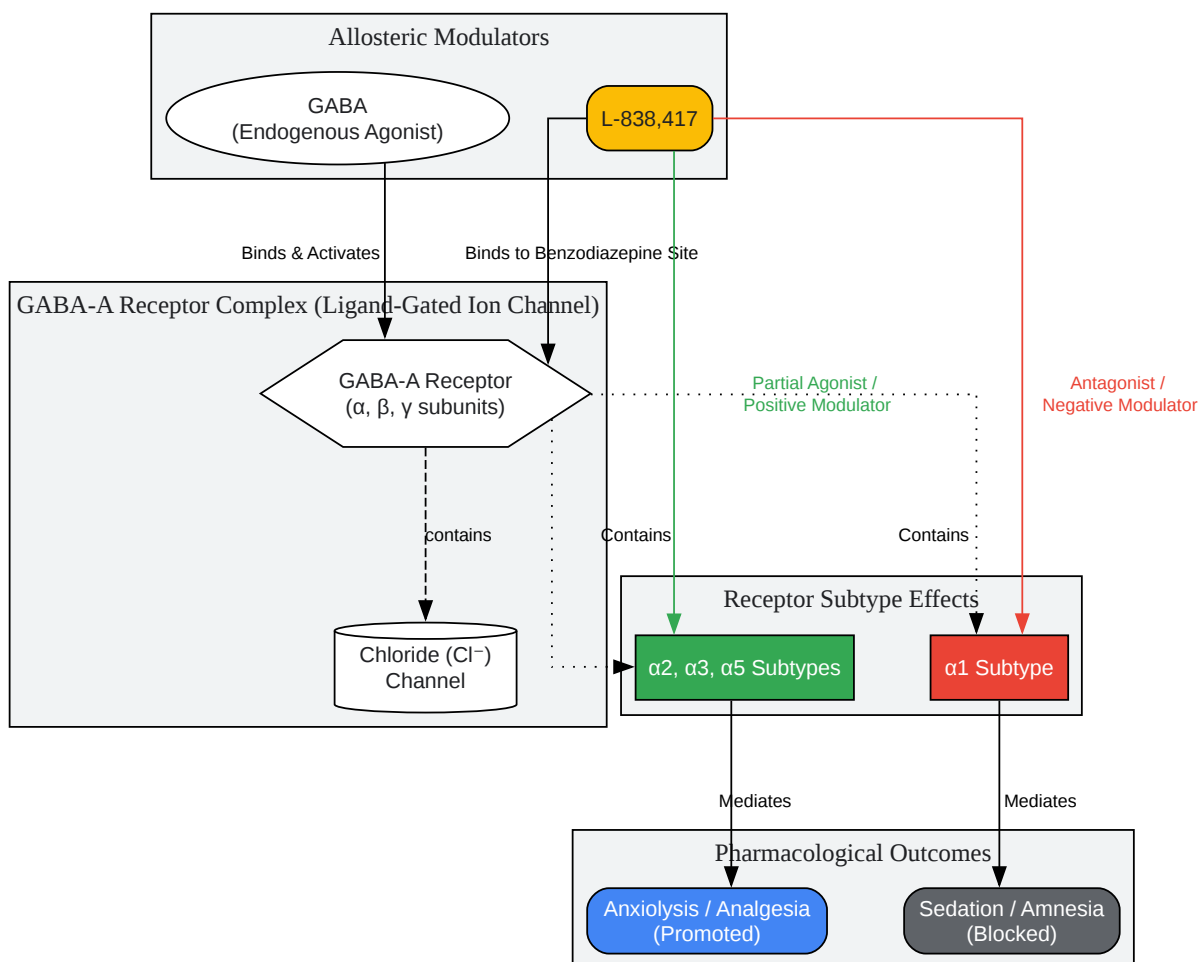 Allosteric Modulators
GABA
(Endogenous Agonist)
L-838,417
Binds & Activates
Binds to Benzodiazepine Site
GABA-A Receptor Complex (Ligand-Gated Ion Channel)
GABA-A Receptor
(α, β, γ subunits)
Partial Agonist /
Positive Modulator
Antagonist /
Negative Modulator
contains
Contains
Contains
Receptor Subtype Effects
Chloride (Cl⁻)
Channel
α2, α3, α5 Subtypes
α1 Subtype
Mediates
Mediates
Pharmacological Outcomes
Anxiolysis / Analgesia
(Promoted)
Sedation / Amnesia
(Blocked)